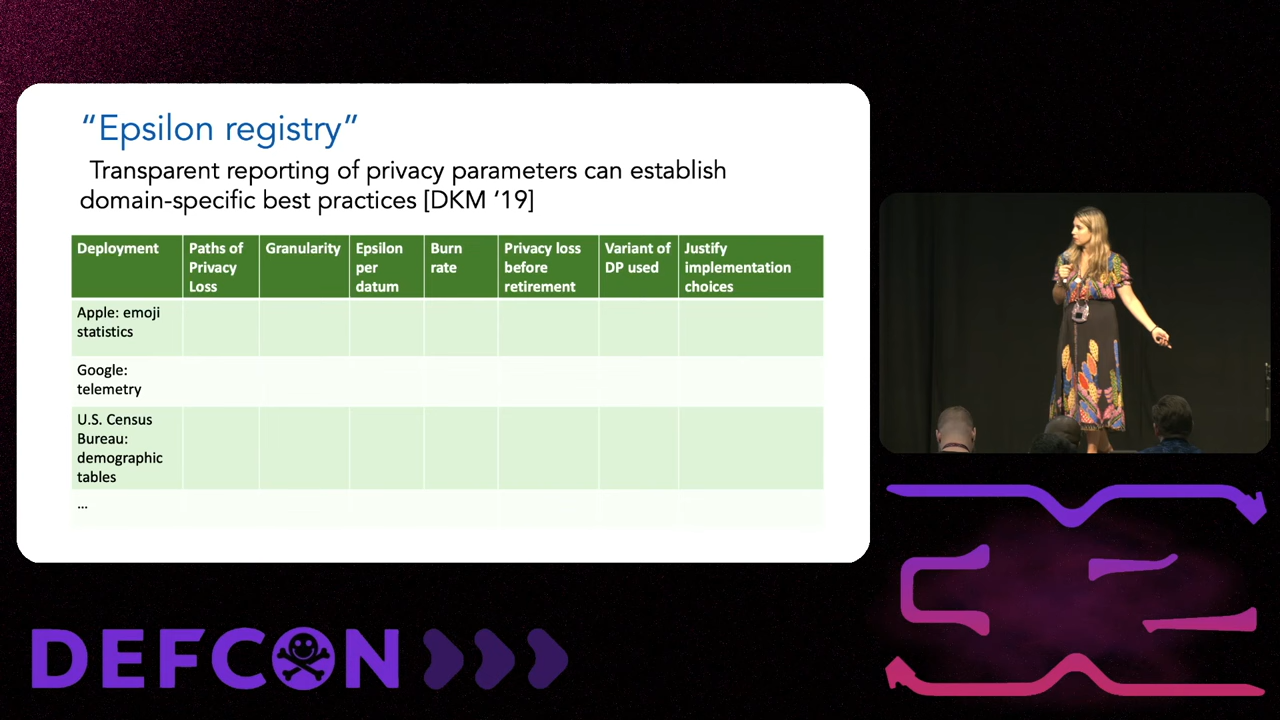 “Epsilon registry”
Transparent reporting of privacy parameters can establish
domain-specific best practices [DKM ‘19]
Deployment
Paths of
Privacy
Loss
Granularity
Epsilon
per
datum
Burn
rate
Privacy loss
before
retirement
Variant of
DP used
Justify
implementation
choices
Apple: emoji
statistics
Google:
telemetry
U.S. Census
Bureau:
demographic
tables
...
DEFCON